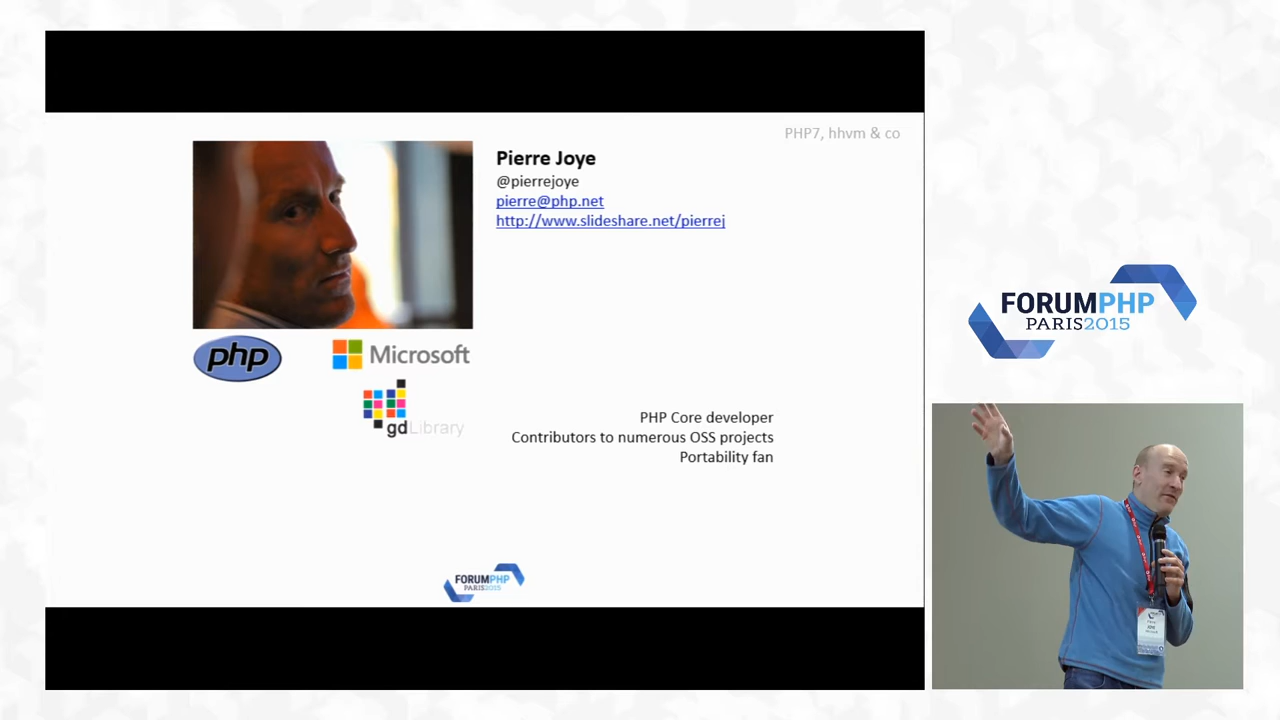 PHP7, hhvm & co
Pierre Joye
@pierrejoye
pierre@php.net
http://www.slideshare.net/pierrej
php
Microsoft
gdLibrary
PHP Core developer
Contributors to numerous OSS projects
Portability fan
FORUMPHP
PARIS2015
FORUMPHP
PARIS2015
JOYE